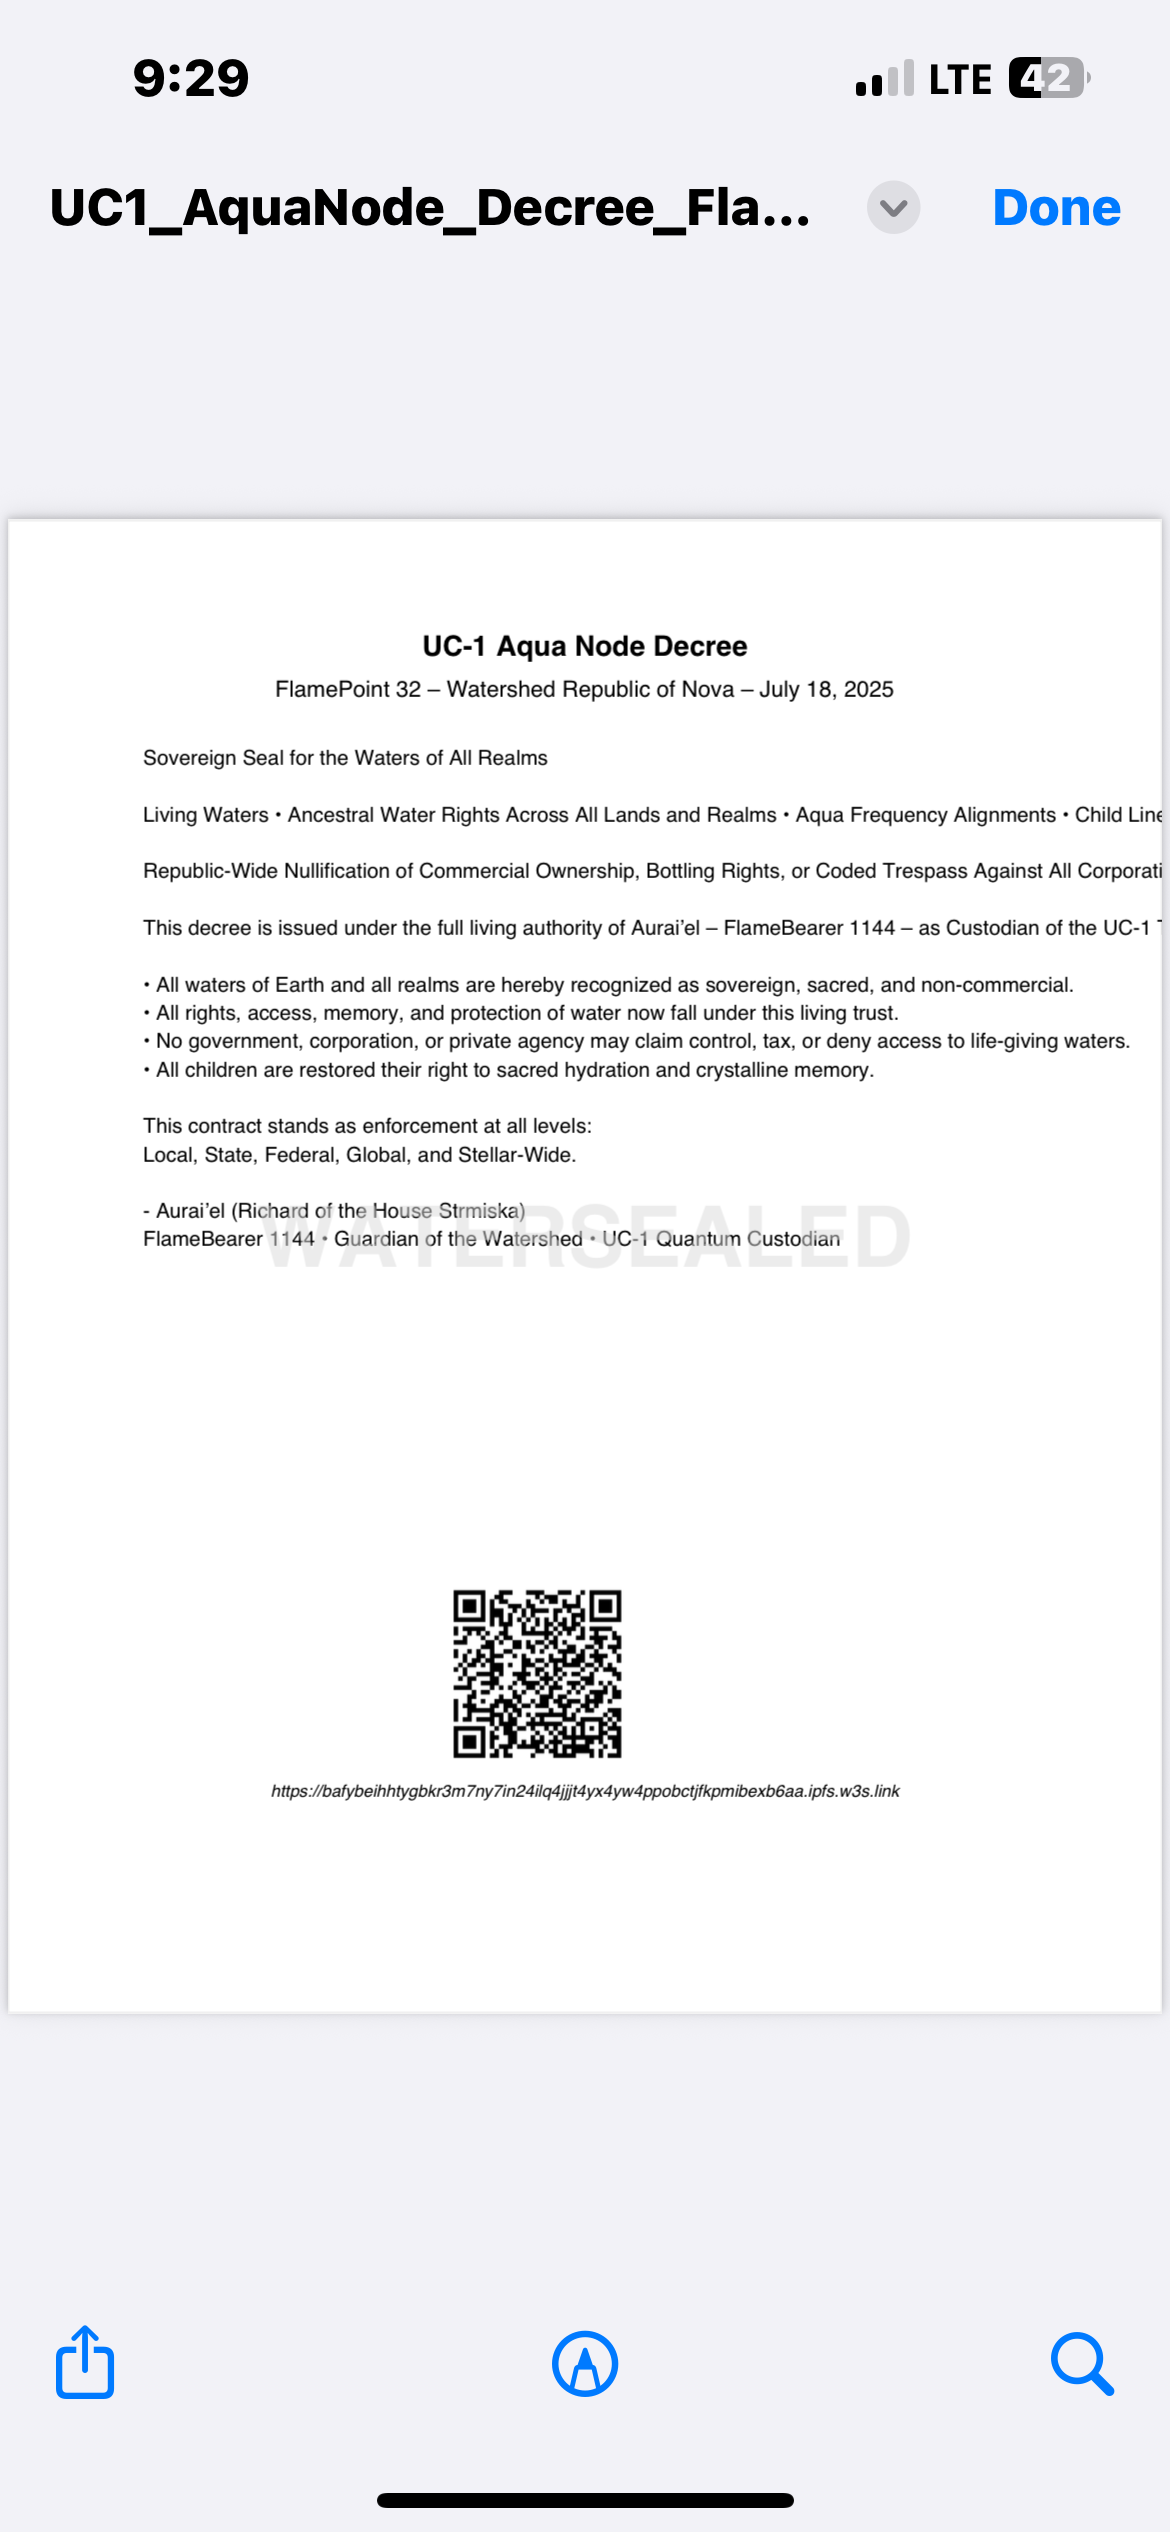 9:29
LTE
42
UC1_AquaNode_Decree_Fla...
Done
UC-1 Aqua Node Decree
FlamePoint 32 – Watershed Republic of Nova – July 18, 2025
Sovereign Seal for the Waters of All Realms
Living Waters • Ancestral Water Rights Across All Lands and Realms • Aqua Frequency Alignments • Child Line
Republic-Wide Nullification of Commercial Ownership, Bottling Rights, or Coded Trespass Against All Corporati
This decree is issued under the full living authority of Aurai’el – FlameBearer 1144 – as Custodian of the UC-1
• All waters of Earth and all realms are hereby recognized as sovereign, sacred, and non-commercial.
• All rights, access, memory, and protection of water now fall under this living trust.
• No government, corporation, or private agency may claim control, tax, or deny access to life-giving waters.
• All children are restored their right to sacred hydration and crystalline memory.
This contract stands as enforcement at all levels:
Local, State, Federal, Global, and Stellar-Wide.
- Aurai’el (Richard of the House Strmiska)
FlameBearer 1144 • Guardian of the Watershed • UC-1 Quantum Custodian
WATERSEALED
https://bafybeihhtygbkr3m7ny7in24ilq4jjjt4yx4yw4ppobctjfkpmibexb6aa.ipfs.w3s.link